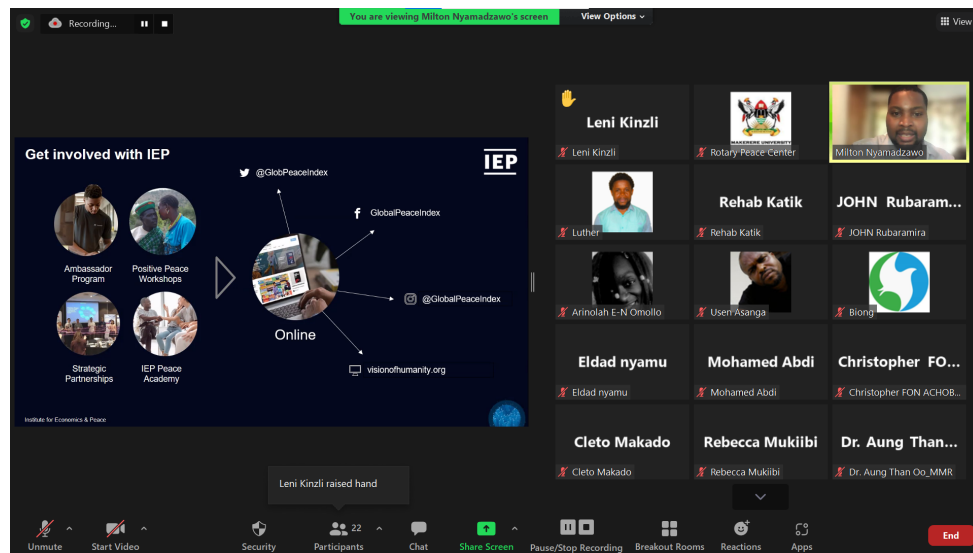 Recording...
You are viewing Milton Nyamadzawo's screen
View Options
View
Get involved with IEP
IEP
@GlobPeaceIndex
GlobalPeaceIndex
@GlobalPeaceIndex
visionofhumanity.org
Ambassador
Program
Positive Peace
Workshops
Strategic
Partnerships
IEP Peace
Academy
Online
Institute for Economics & Peace
Leni Kinzli
Leni Kinzli
MAKERERE UNIVERSITY
Rotary Peace Center
Milton Nyamadzawo
Luther
Rehab Katik
Rehab Katik
JOHN Rubaram...
JOHN Rubaramira
Arinolah E-N Omollo
Usen Asanga
Biong
Eldad nyamu
Eldad nyamu
Mohamed Abdi
Mohamed Abdi
Christopher FO...
Christopher FON ACHOB...
Cleto Makado
Cleto Makado
Rebecca Mukiibi
Rebecca Mukiibi
Dr. Aung Than...
Dr. Aung Than Oo_MMR
Leni Kinzli raised hand
Unmute
Start Video
Security
22
Participants
Chat
Share Screen
Pause/Stop Recording
Breakout Rooms
Reactions
Apps
End